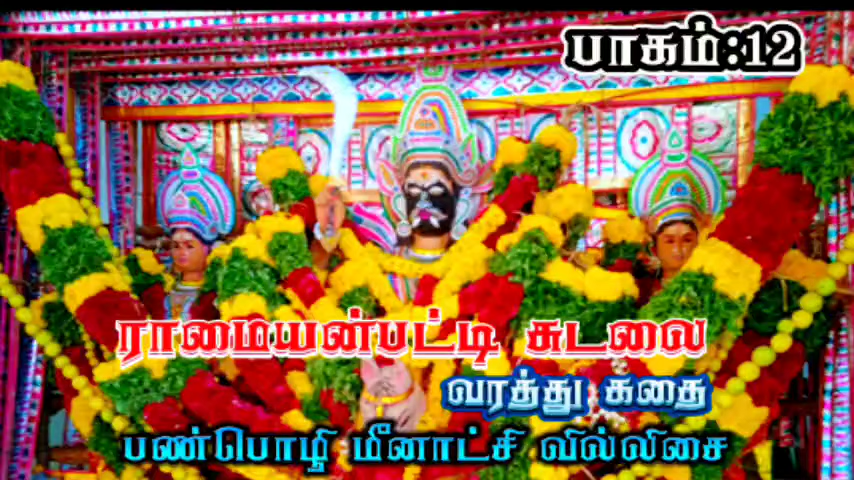 பாகம்:12
ராமையன்பட்டி சுடலை
வரத்து கதை
பண்பொழி மீனாட்சி வில்லிசை